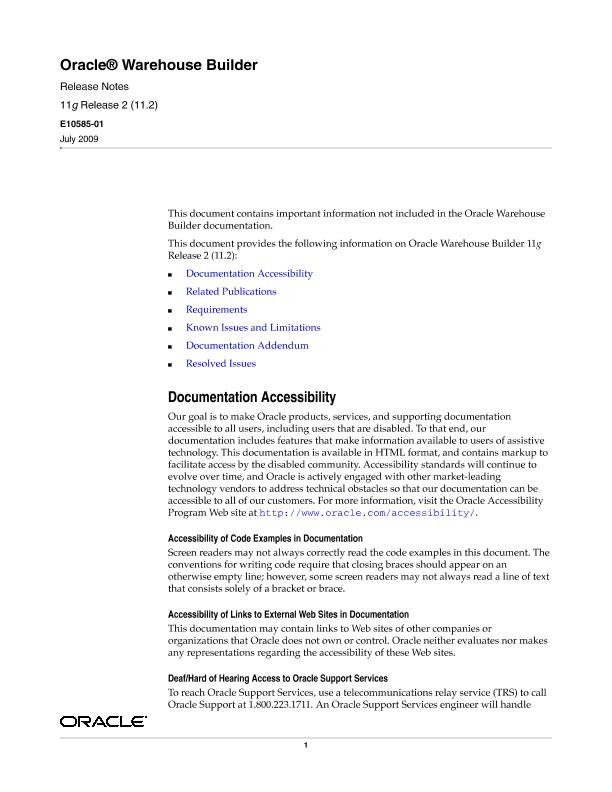 Oracle® Warehouse Builder
Release Notes
11g Release 2 (11.2)
E10585-01
July 2009
This document contains important information not included in the Oracle Warehouse
Builder documentation.
This document provides the following information on Oracle Warehouse Builder 11g
Release 2 (11.2):
■ Documentation Accessibility
■ Related Publications
■ Requirements
■ Known Issues and Limitations
■ Documentation Addendum
■ Resolved Issues
Documentation Accessibility
Our goal is to make Oracle products, services, and supporting documentation
accessible to all users, including users that are disabled. To that end, our
documentation includes features that make information available to users of assistive
technology. This documentation is available in HTML format, and contains markup to
facilitate access by the disabled community. Accessibility standards will continue to
evolve over time, and Oracle is actively engaged with other market-leading
technology vendors to address technical obstacles so that our documentation can be
accessible to all of our customers. For more information, visit the Oracle Accessibility
Program Web site at http://www.oracle.com/accessibility/.
Accessibility of Code Examples in Documentation
Screen readers may not always correctly read the code examples in this document. The
conventions for writing code require that closing braces should appear on an
otherwise empty line; however, some screen readers may not always read a line of text
that consists solely of a bracket or brace.
Accessibility of Links to External Web Sites in Documentation
This documentation may contain links to Web sites of other companies or
organizations that Oracle does not own or control. Oracle neither evaluates nor makes
any representations regarding the accessibility of these Web sites.
Deaf/Hard of Hearing Access to Oracle Support Services
To reach Oracle Support Services, use a telecommunications relay service (TRS) to call
Oracle Support at 1.800.223.1711. An Oracle Support Services engineer will handle
ORACLE
1